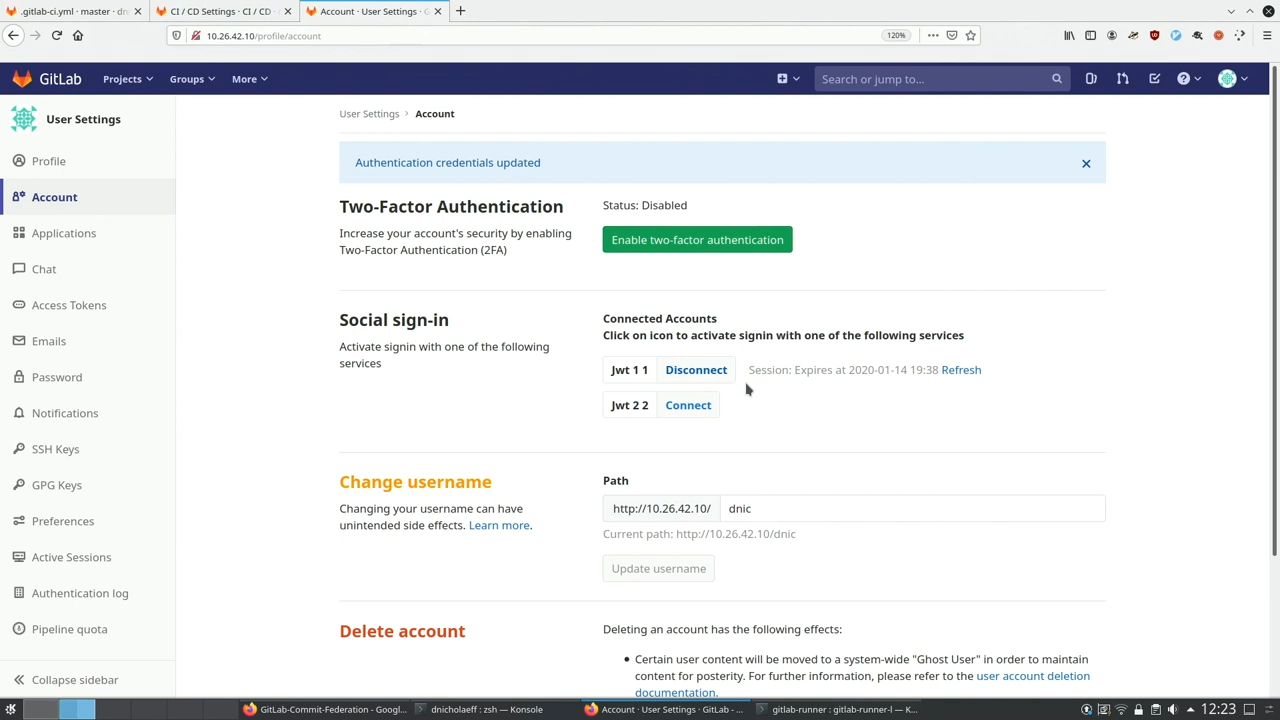 .gitlab-ci.yml · master · dn
CI / CD Settings · CI / CD ·
Account · User Settings · G
10.26.42.10/profile/account
120%
GitLab
Projects
Groups
More
Search or jump to...
User Settings
Profile
Account
Applications
Chat
Access Tokens
Emails
Password
Notifications
SSH Keys
GPG Keys
Preferences
Active Sessions
Authentication log
Pipeline quota
Collapse sidebar
User Settings > Account
Authentication credentials updated
Two-Factor Authentication
Increase your account's security by enabling
Two-Factor Authentication (2FA)
Status: Disabled
Enable two-factor authentication
Social sign-in
Activate signin with one of the following
services
Connected Accounts
Click on icon to activate signin with one of the following services
Jwt 1 1 Disconnect Session: Expires at 2020-01-14 19:38 Refresh
Jwt 2 2 Connect
Change username
Changing your username can have
unintended side effects. Learn more.
Path
http://10.26.42.10/ dnic
Current path: http://10.26.42.10/dnic
Update username
Delete account
Deleting an account has the following effects:
• Certain user content will be moved to a system-wide "Ghost User" in order to maintain
content for posterity. For further information, please refer to the user account deletion
documentation.
GitLab-Commit-Federation - Googl...
dnicholaeff : zsh — Konsole
Account · User Settings · GitLab - ...
gitlab-runner : gitlab-runner-l — K...
12:23